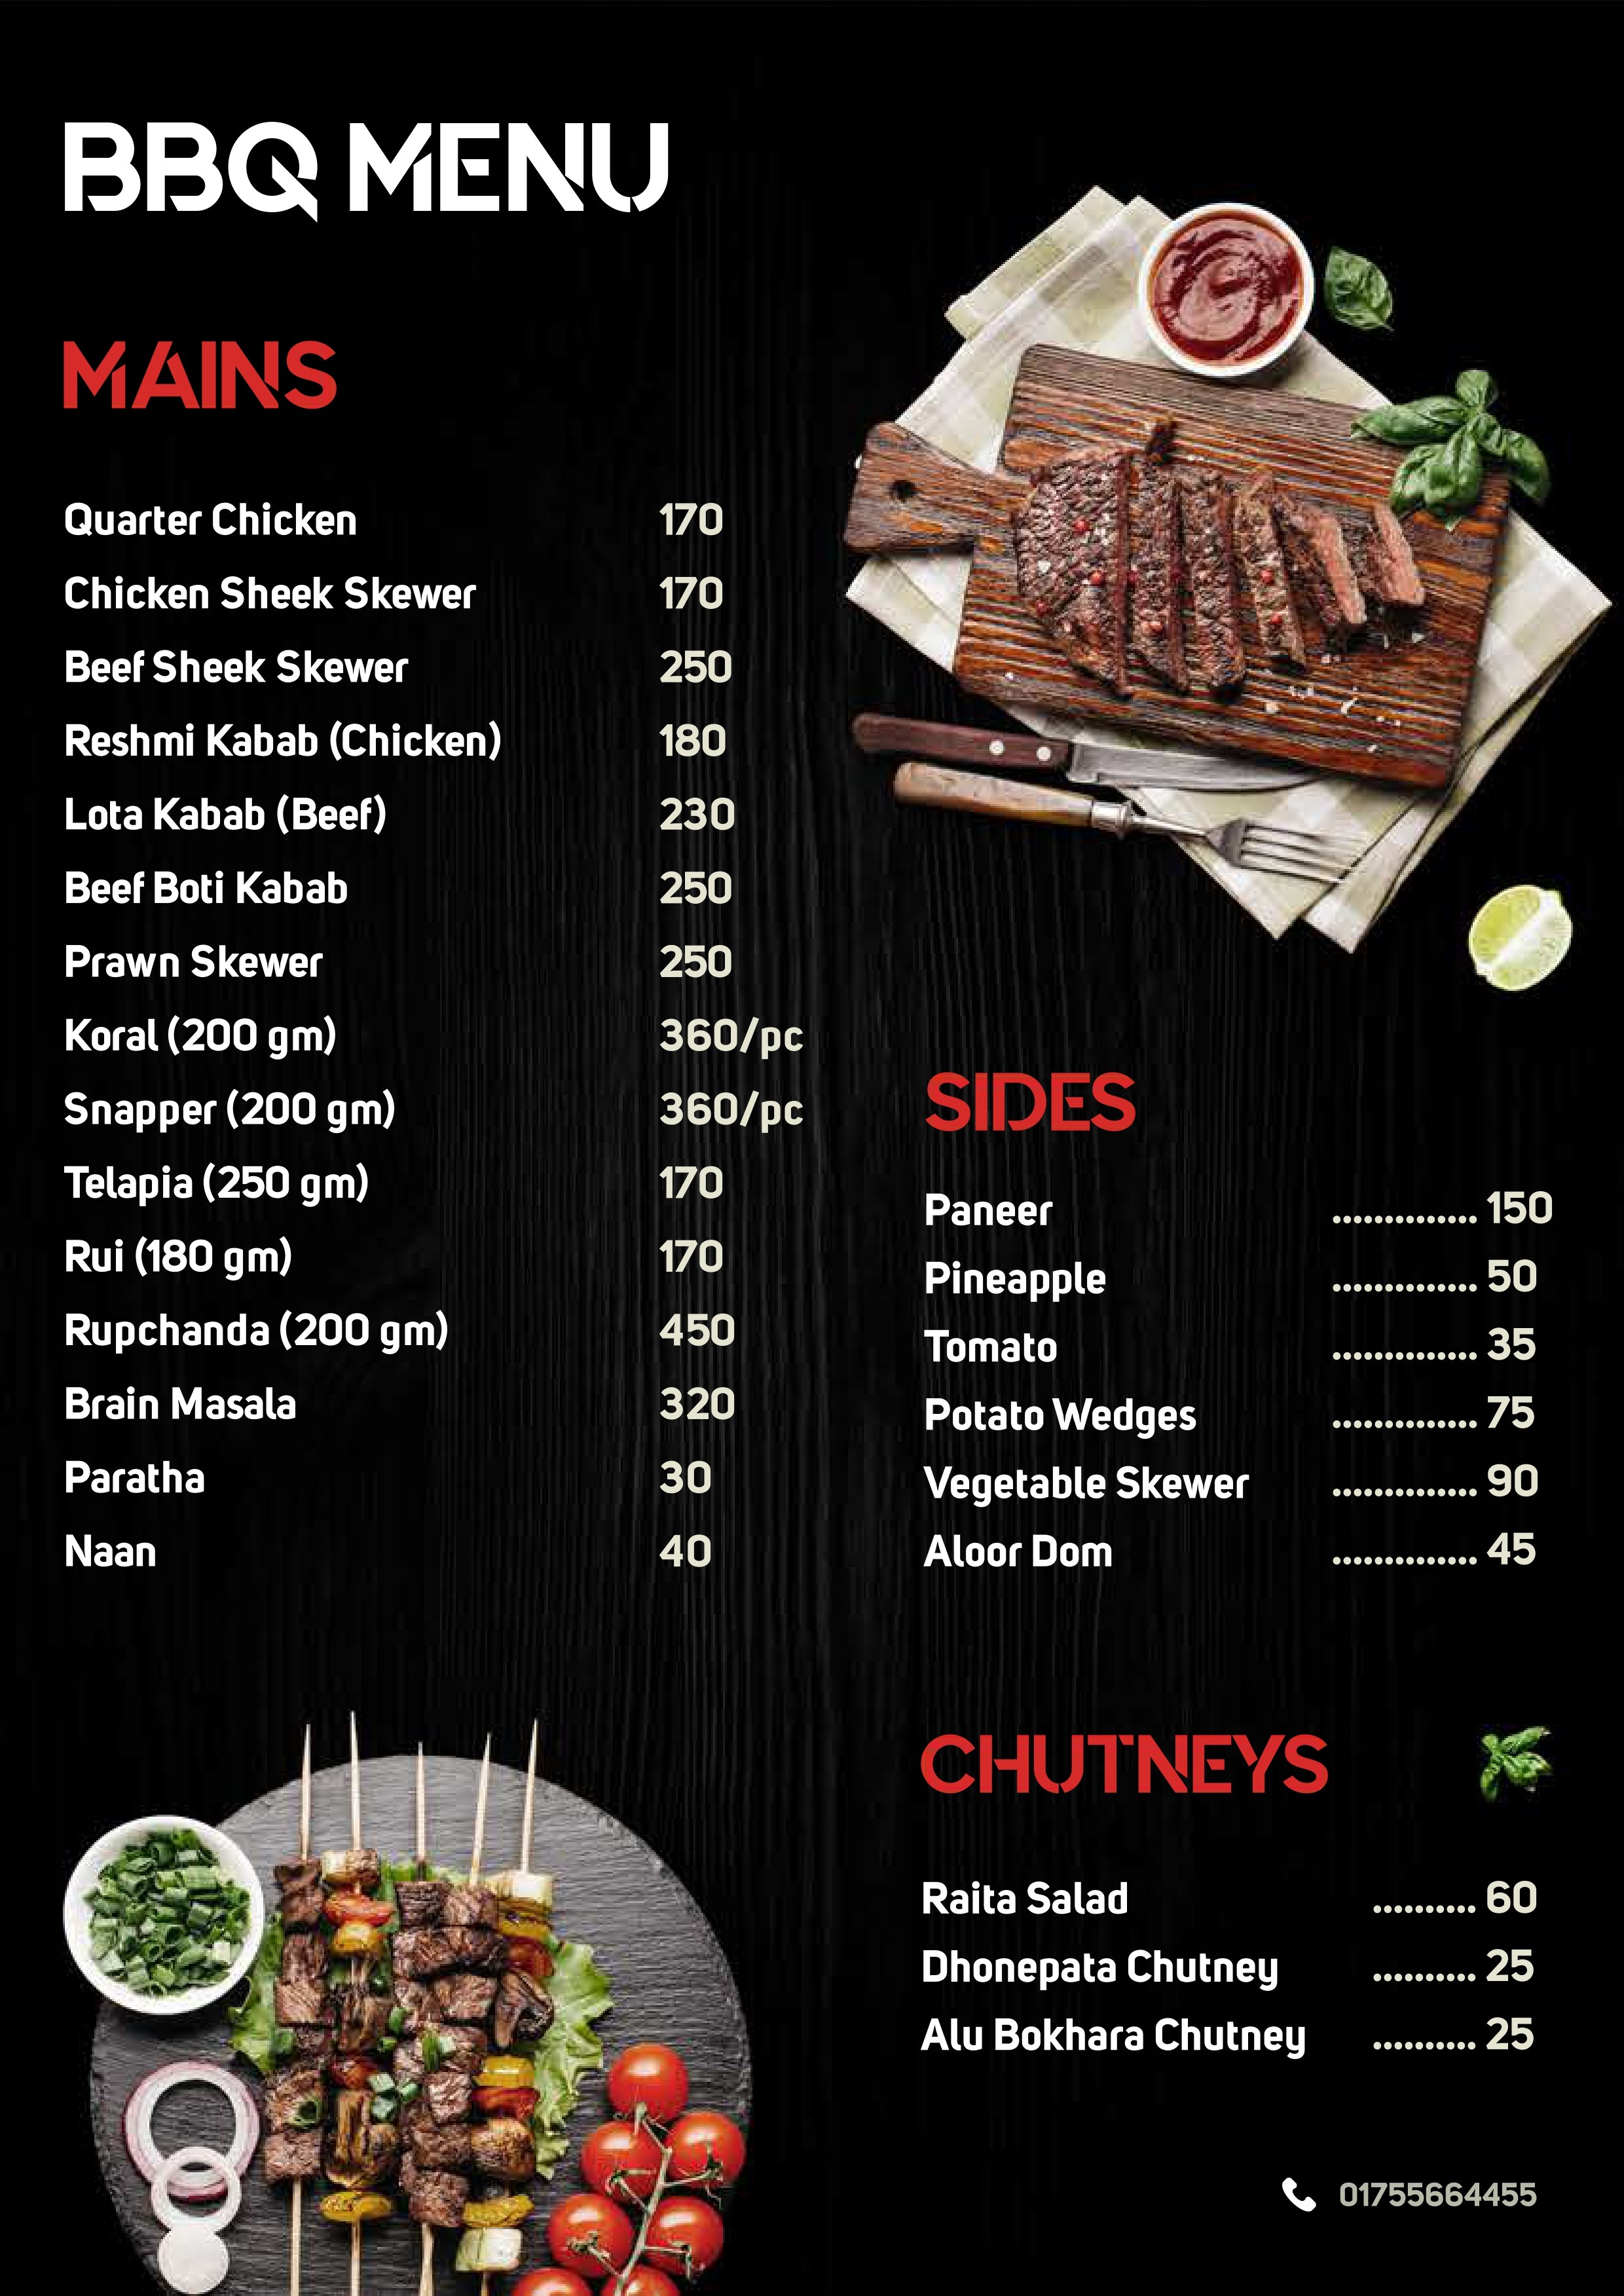 BBQ MENU
MAINS
Quarter Chicken 170
Chicken Sheek Skewer 170
Beef Sheek Skewer 250
Reshmi Kabab (Chicken) 180
Lota Kabab (Beef) 230
Beef Boti Kabab 250
Prawn Skewer 250
Koral (200 gm) 360/pc
Snapper (200 gm) 360/pc
Telapia (250 gm) 170
Rui (180 gm) 170
Rupchanda (200 gm) 450
Brain Masala 320
Paratha 30
Naan 40
SIDES
Paneer .............. 150
Pineapple .............. 50
Tomato .............. 35
Potato Wedges .............. 75
Vegetable Skewer .............. 90
Aloor Dom .............. 45
CHUTNEYS
Raita Salad .......... 60
Dhonepata Chutney .......... 25
Alu Bokhara Chutney .......... 25
01755664455